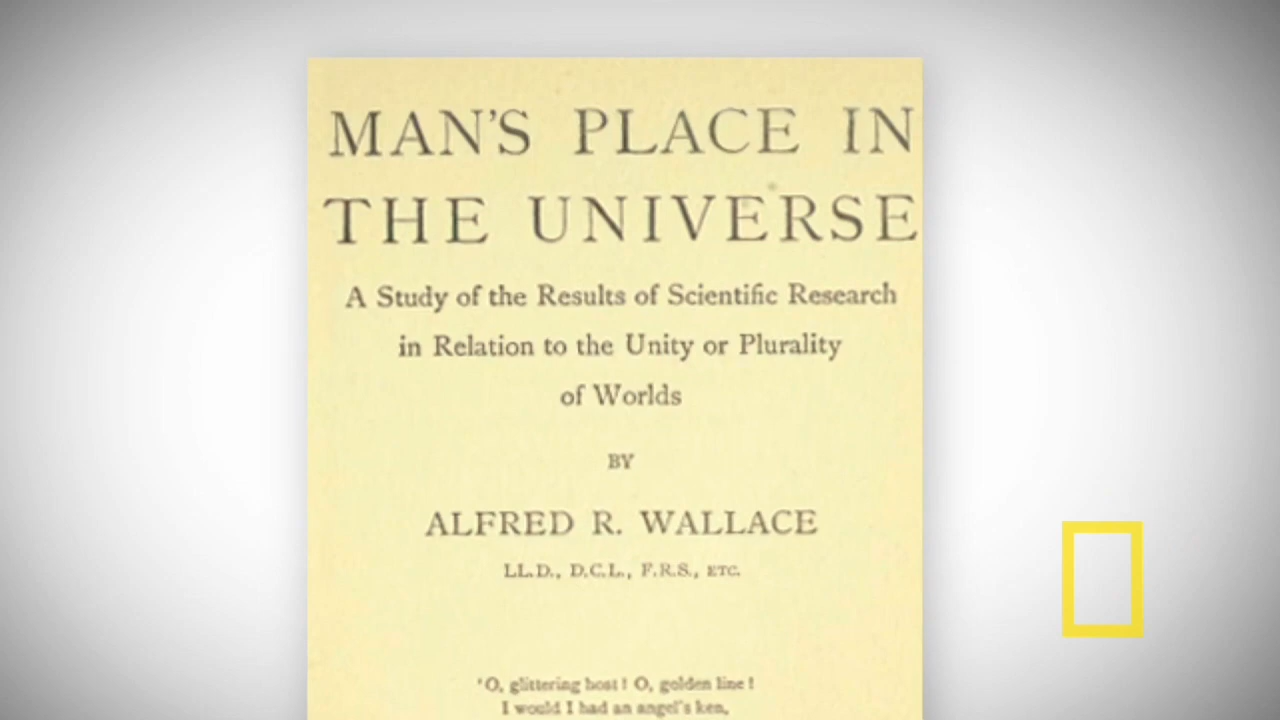 MAN'S PLACE IN
THE UNIVERSE
A Study of the Results of Scientific Research
in Relation to the Unity or Plurality
of Worlds
BY
ALFRED R. WALLACE
LL.D., D.C.L., F.R.S., ETC.
'O, glittering host! O, golden line!
I would I had an angel's ken,